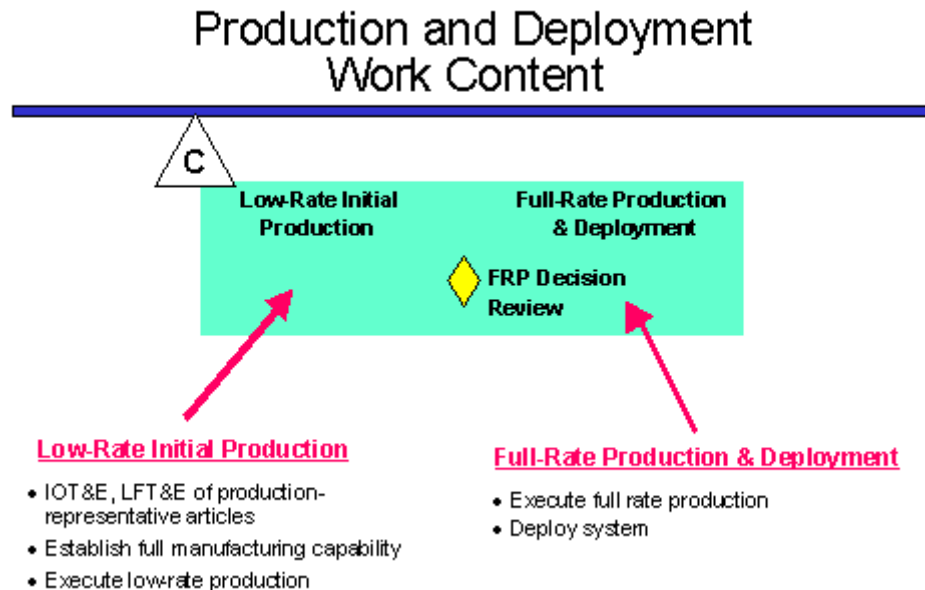 Production and Deployment
Work Content
C
Low-Rate Initial
Production
Full-Rate Production
& Deployment
FRP Decision
Review
Low-Rate Initial Production
• IOT&E, LFT&E of production-
representative articles
• Establish full manufacturing capability
• Execute low-rate production
Full-Rate Production & Deployment
• Execute full rate production
• Deploy system